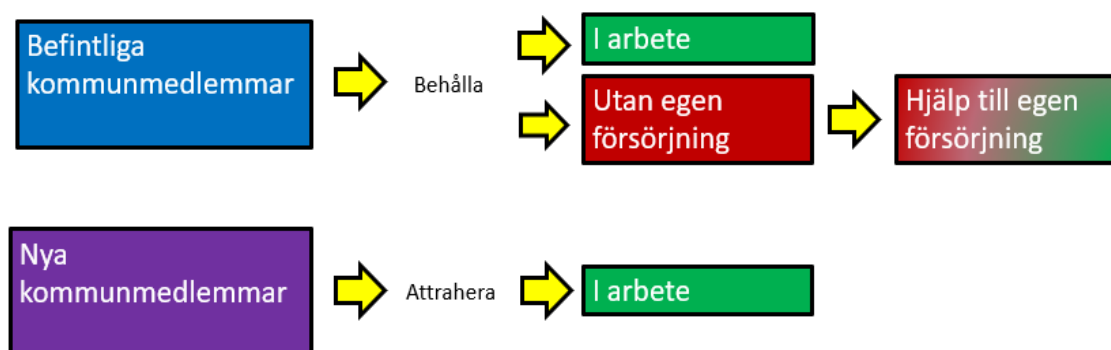 Befintliga
kommunmedlemmar
Behålla
I arbete
Utan egen
försörjning
Hjälp till egen
försörjning
Nya
kommunmedlemmar
Attrahera
I arbete